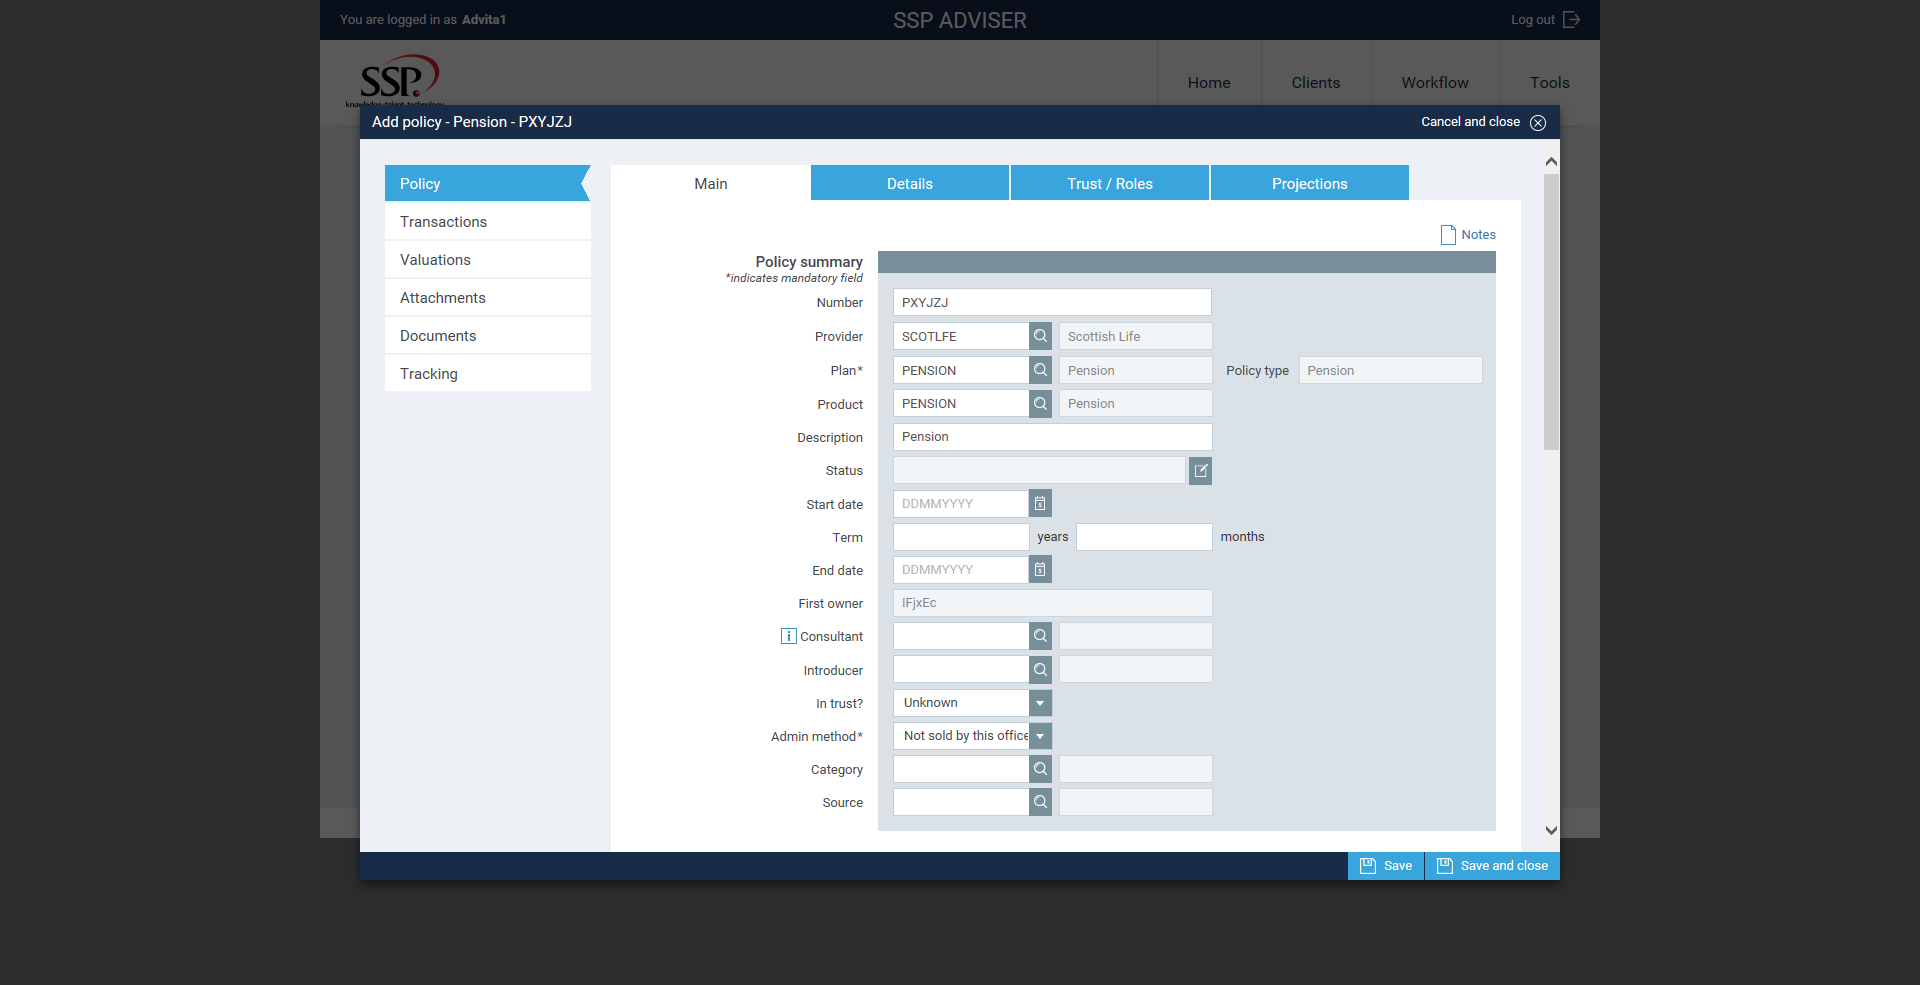 You are logged in as Advita1
SSP ADVISER
Log out
SSP
knowledge-talent-technology
Home
Clients
Workflow
Tools
Add policy - Pension - PXYJZJ
Cancel and close
Policy
Transactions
Valuations
Attachments
Documents
Tracking
Main
Details
Trust / Roles
Projections
Notes
Policy summary
*indicates mandatory field
Number PXYJZJ
Provider SCOTLFE Scottish Life
Plan* PENSION Pension Policy type Pension
Product PENSION Pension
Description Pension
Status
Start date DDMMYYYY
Term years months
End date DDMMYYYY
First owner IFjxEc
i Consultant
Introducer
In trust? Unknown
Admin method* Not sold by this office
Category
Source
Save
Save and close